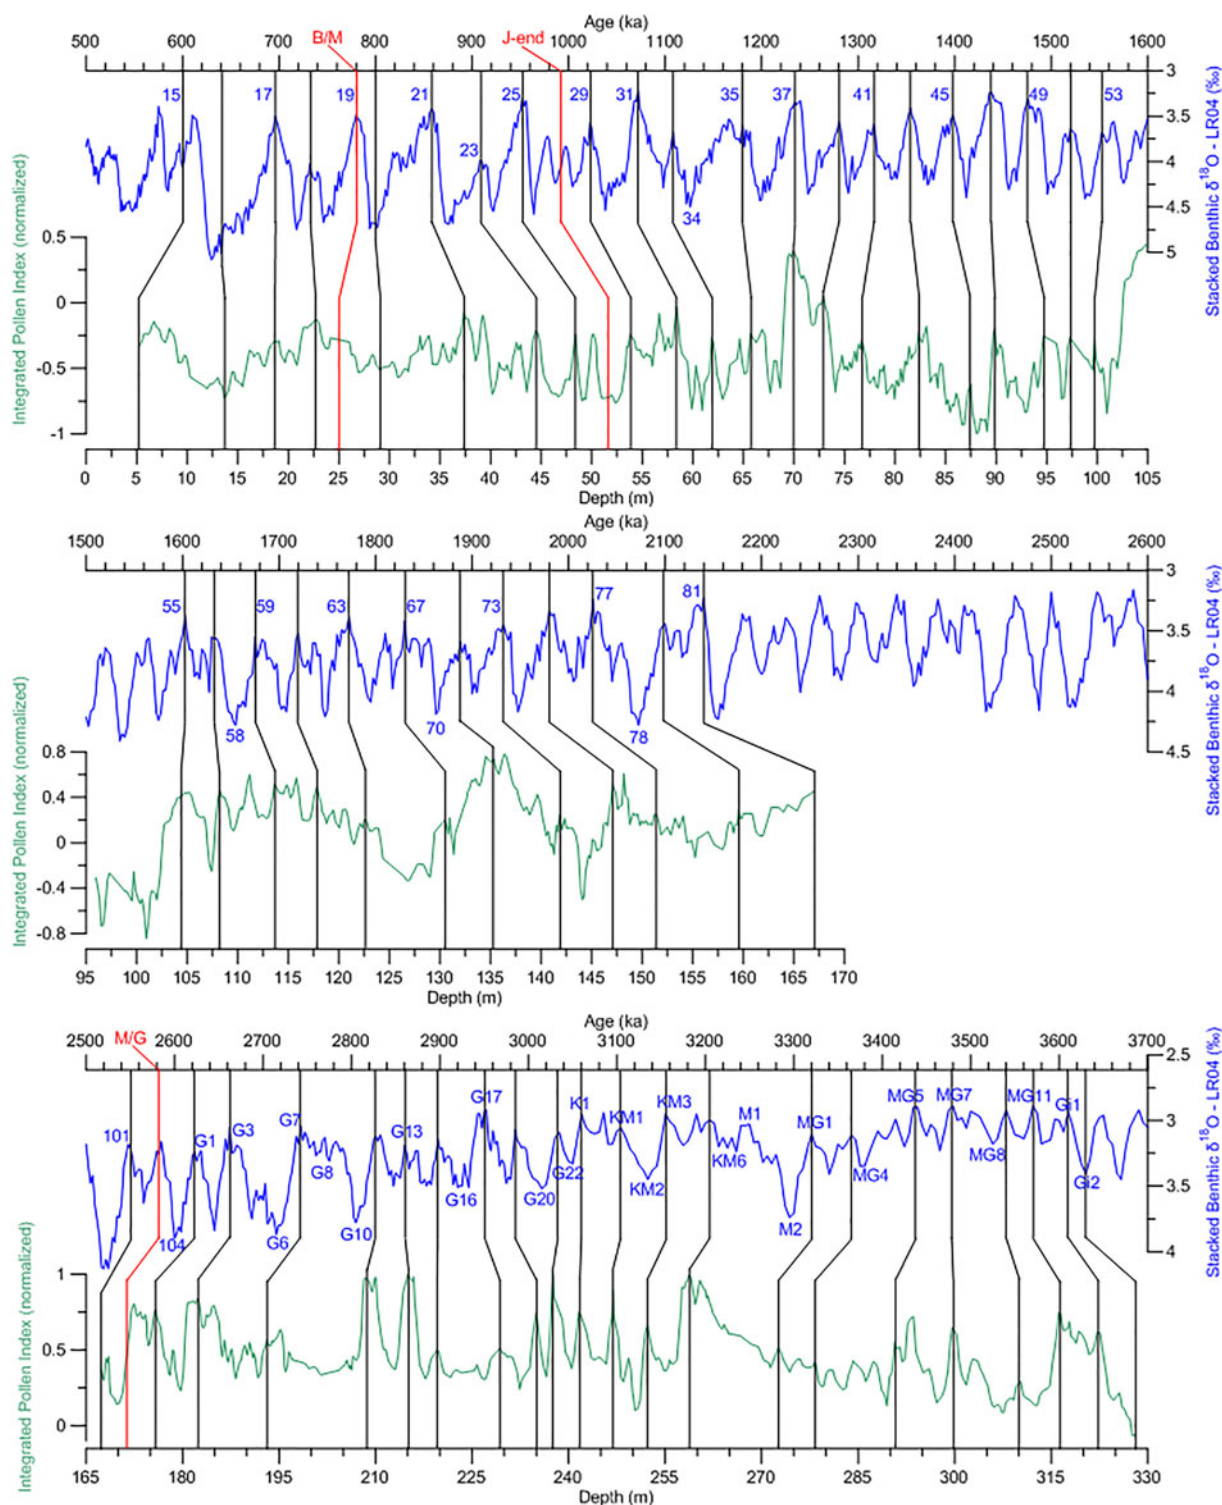 Age (ka)
500 600 700 800 900 1000 1100 1200 1300 1400 1500 1600
B/M J-end
15 17 19 21 23 25 29 31 34 35 37 41 45 49 53
3
3.5
4
4.5
5
Stacked Benthic δ18O - LR04 (‰)
0.5
0
-0.5
-1
Integrated Pollen Index (normalized)
0 5 10 15 20 25 30 35 40 45 50 55 60 65 70 75 80 85 90 95 100 105
Depth (m)
Age (ka)
1500 1600 1700 1800 1900 2000 2100 2200 2300 2400 2500 2600
55 58 59 63 67 70 73 77 78 81
3
3.5
4
4.5
Stacked Benthic δ18O - LR04 (‰)
0.8
0.4
0
-0.4
-0.8
Integrated Pollen Index (normalized)
95 100 105 110 115 120 125 130 135 140 145 150 155 160 165 170
Depth (m)
Age (ka)
M/G
2500 2600 2700 2800 2900 3000 3100 3200 3300 3400 3500 3600 3700
101 104 G1 G3 G6 G7 G8 G10 G13 G16 G17 G20 G22 K1 KM1 KM2 KM3 KM6 M1 M2 MG1 MG4 MG5 MG7 MG8 MG11 Gi1 Gi2
2.5
3
3.5
4
Stacked Benthic δ18O - LR04 (‰)
1
0.5
0
Integrated Pollen Index (normalized)
165 180 195 210 225 240 255 270 285 300 315 330
Depth (m)